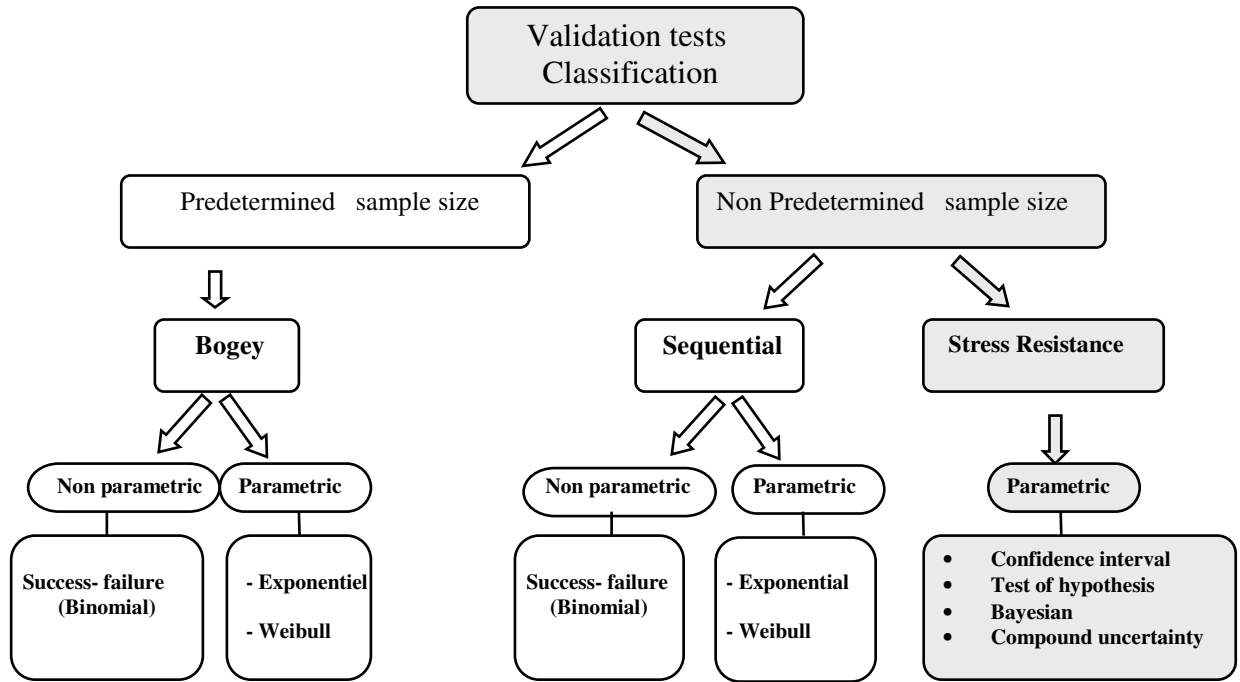 Validation tests
Classification
Predetermined sample size
Non Predetermined sample size
Bogey
Sequential
Stress Resistance
Non parametric
Parametric
Non parametric
Parametric
Parametric
Success- failure
(Binomial)
- Exponentiel
- Weibull
Success- failure
(Binomial)
- Exponential
- Weibull
• Confidence interval
• Test of hypothesis
• Bayesian
• Compound uncertainty